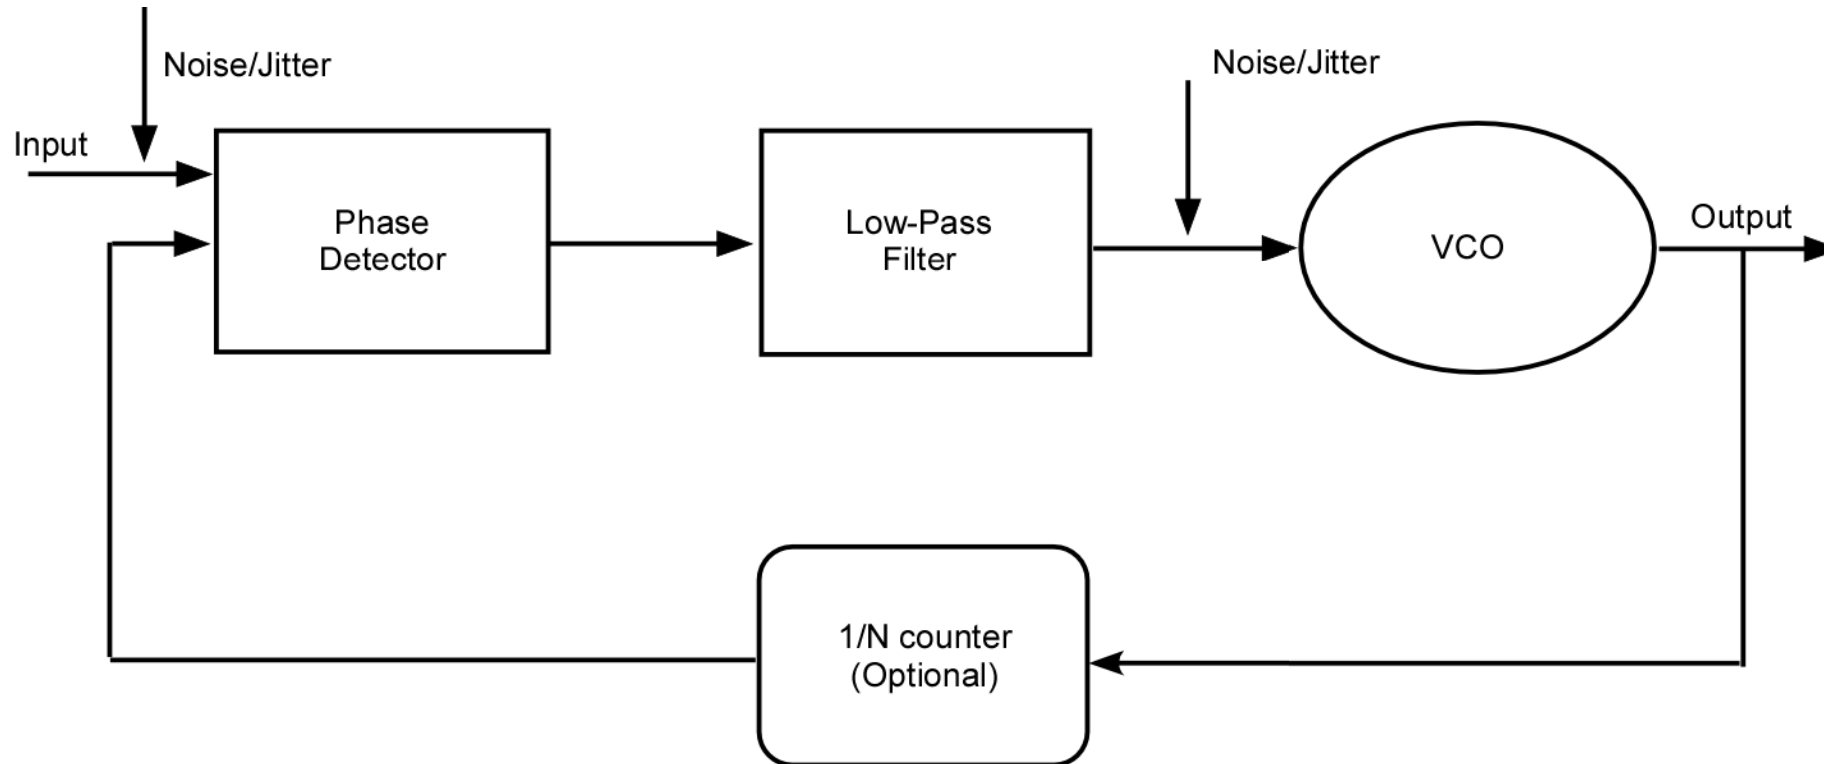 Noise/Jitter
Noise/Jitter
Input
Phase
Detector
Low-Pass
Filter
VCO
Output
1/N counter
(Optional)